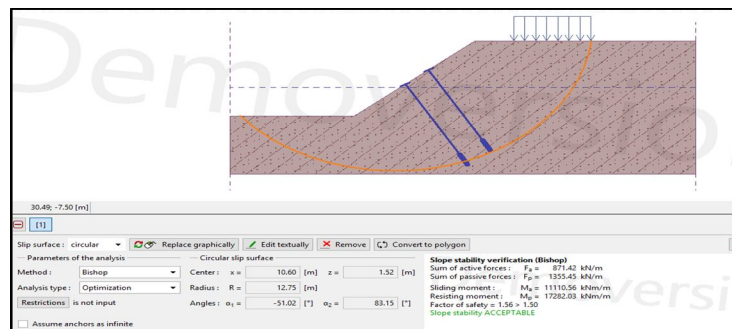 Demoversion
30.49; -7.50 [m]
[1]
Slip surface : circular Replace graphically Edit textually Remove Convert to polygon
Parameters of the analysis
Method : Bishop
Analysis type : Optimization
Restrictions is not input
Assume anchors as infinite
Circular slip surface
Center : x = 10.60 [m] z = 1.52 [m]
Radius : R = 12.75 [m]
Angles : α1 = -51.02 [°] α2 = 83.15 [°]
Slope stability verification (Bishop)
Sum of active forces : Fa = 871.42 kN/m
Sum of passive forces : Fp = 1355.45 kN/m
Sliding moment : Ma = 11110.56 kNm/m
Resisting moment : Mp = 17282.03 kNm/m
Factor of safety = 1.56 > 1.50
Slope stability ACCEPTABLE